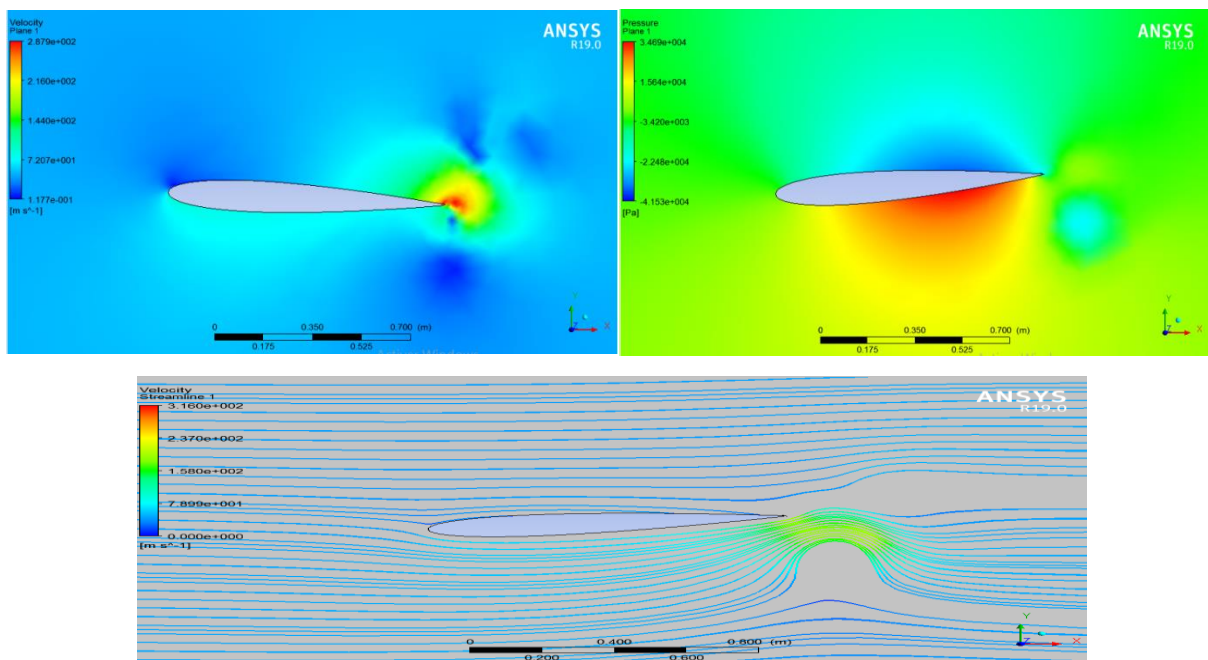 Velocity
Plane 1
2.879e+002
2.160e+002
1.440e+002
7.207e+001
1.177e-001
[m s^-1]
ANSYS
R19.0
0 0.350 0.700 (m)
0.175 0.525
Y
Z X
Pressure
Plane 1
3.469e+004
1.564e+004
-3.420e+003
-2.248e+004
-4.153e+004
[Pa]
ANSYS
R19.0
0 0.350 0.700 (m)
0.175 0.525
Y
Z X
Velocity
Streamline 1
3.160e+002
2.370e+002
1.580e+002
7.899e+001
0.000e+000
[m s^-1]
ANSYS
R19.0
0 0.400 0.800 (m)
0.200 0.600
Y
Z X